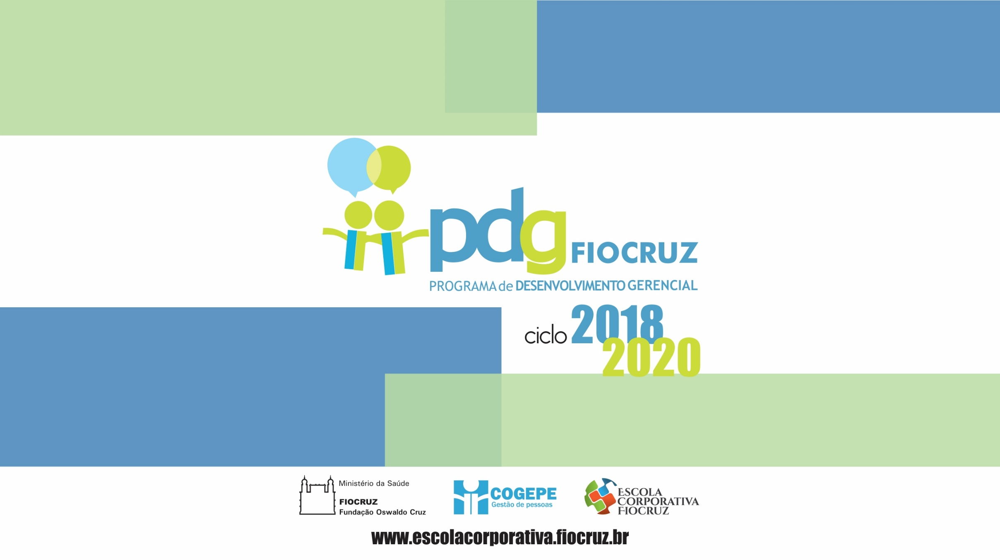 pdg FIOCRUZ
PROGRAMA de DESENVOLVIMENTO GERENCIAL
ciclo 2018
2020
Ministério da Saúde
FIOCRUZ
Fundação Oswaldo Cruz
COGEPE
Gestão de pessoas
ESCOLA
CORPORATIVA
FIOCRUZ
www.escolacorporativa.fiocruz.br